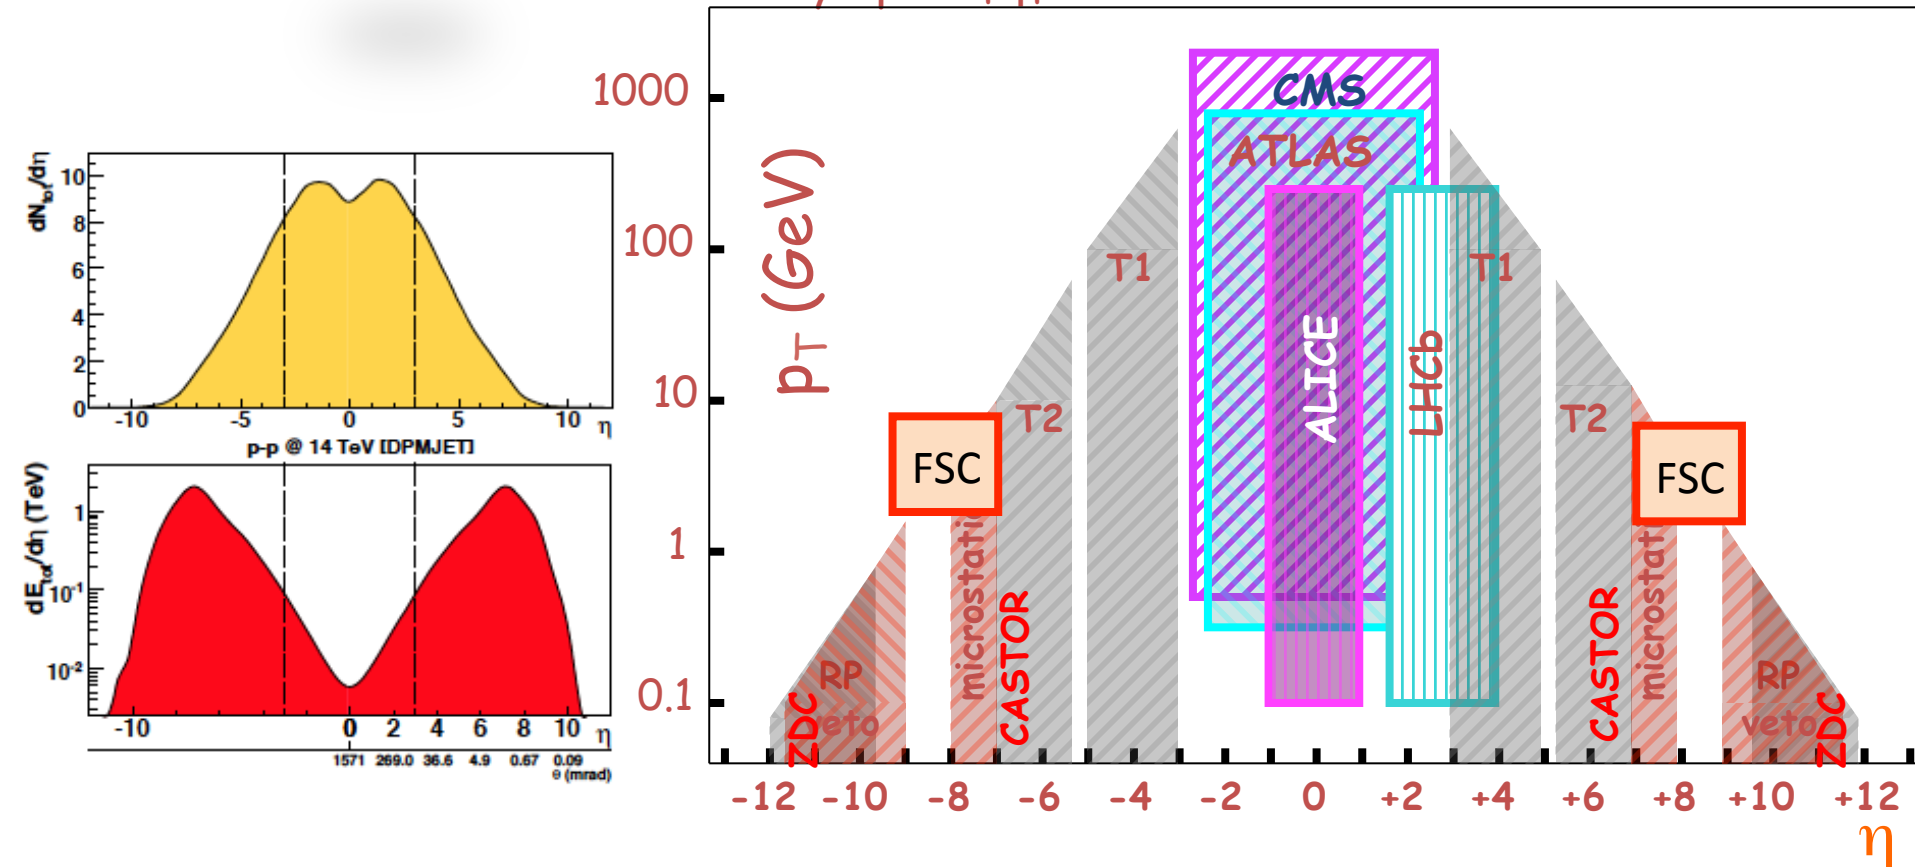 dN_tot/dη
10
8
6
4
2
0
-10 -5 0 5 10 η
p-p @ 14 TeV [DPMJET]
dE_tot/dη (TeV)
1
10^-1
10^-2
-10 0 2 4 6 8 10 η
1571 269.0 36.6 4.9 0.67 0.09
θ (mrad)
1000
100
10
1
0.1
pT (GeV)
CMS
ATLAS
ALICE
LHCb
T1
T1
T2
T2
FSC
FSC
microstati
microstat
CASTOR
CASTOR
RP
veto
ZDC
RP
veto
ZDC
-12 -10 -8 -6 -4 -2 0 +2 +4 +6 +8 +10 +12
η